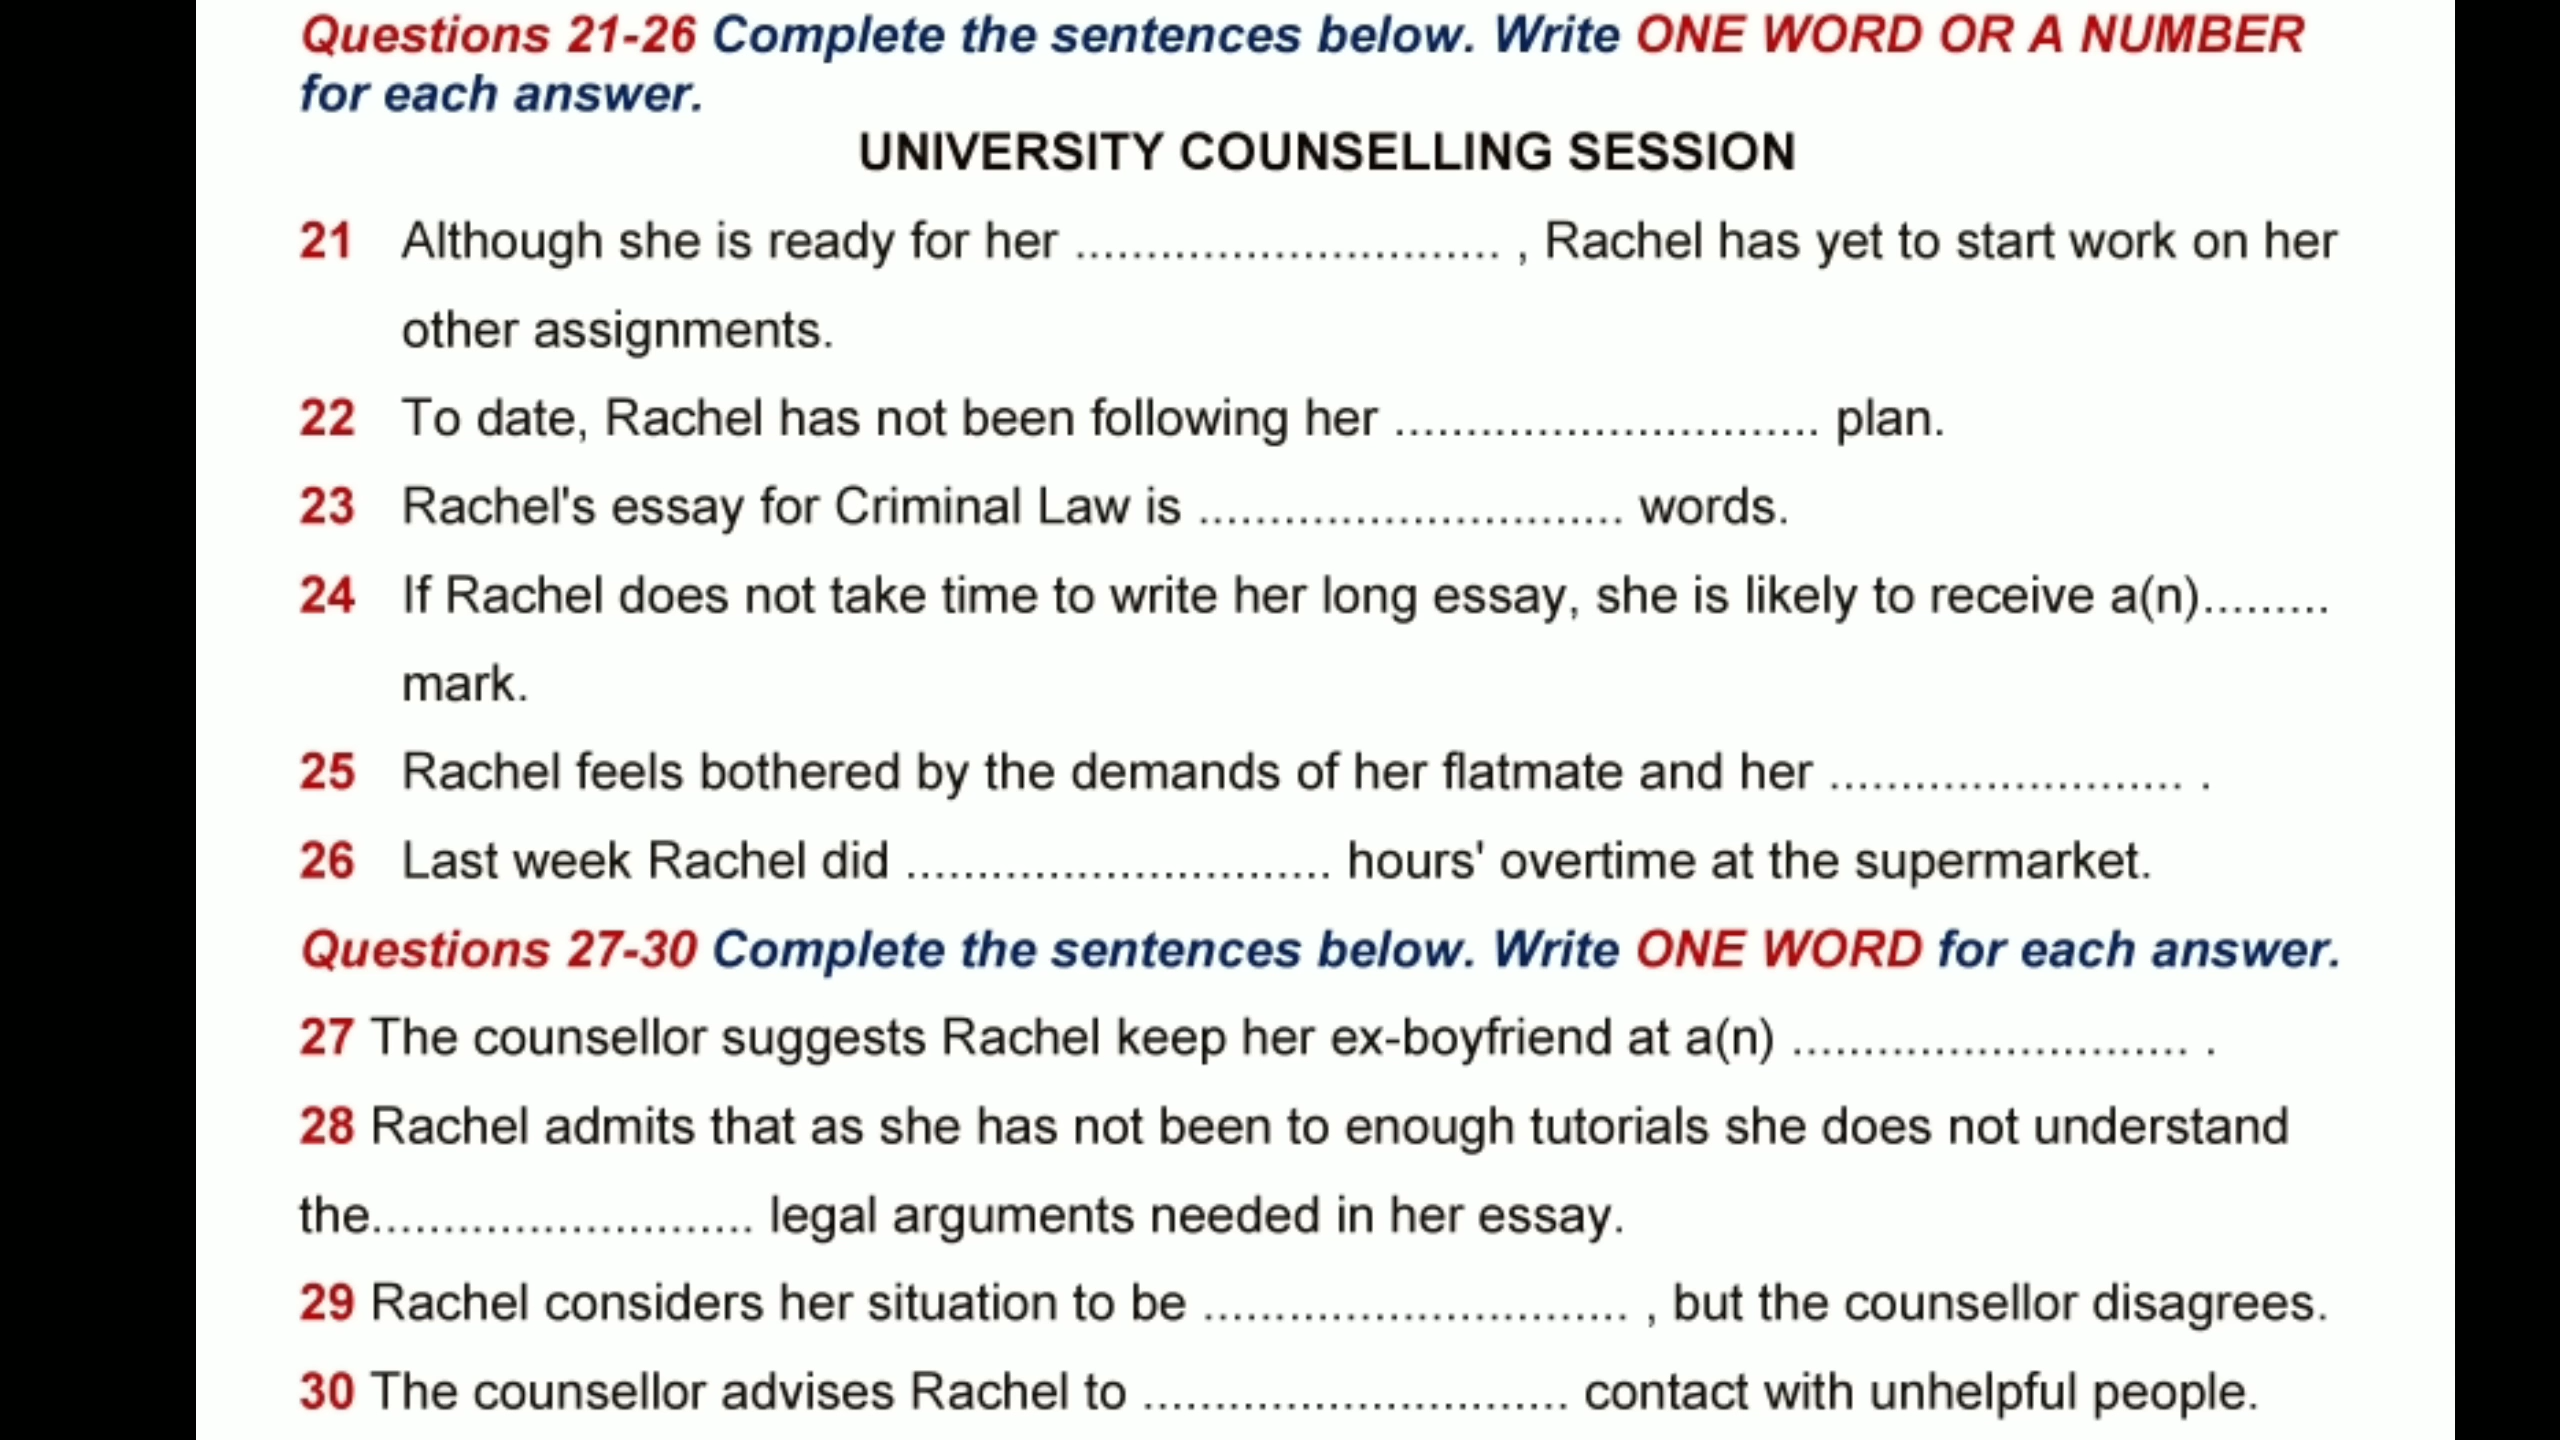 Questions 21-26 Complete the sentences below. Write ONE WORD OR A NUMBER
for each answer.
UNIVERSITY COUNSELLING SESSION
21 Although she is ready for her .............................. , Rachel has yet to start work on her
other assignments.
22 To date, Rachel has not been following her .............................. plan.
23 Rachel's essay for Criminal Law is .............................. words.
24 If Rachel does not take time to write her long essay, she is likely to receive a(n).........
mark.
25 Rachel feels bothered by the demands of her flatmate and her ......................... .
26 Last week Rachel did .............................. hours' overtime at the supermarket.
Questions 27-30 Complete the sentences below. Write ONE WORD for each answer.
27 The counsellor suggests Rachel keep her ex-boyfriend at a(n) ............................ .
28 Rachel admits that as she has not been to enough tutorials she does not understand
the........................... legal arguments needed in her essay.
29 Rachel considers her situation to be .............................. , but the counsellor disagrees.
30 The counsellor advises Rachel to .............................. contact with unhelpful people.